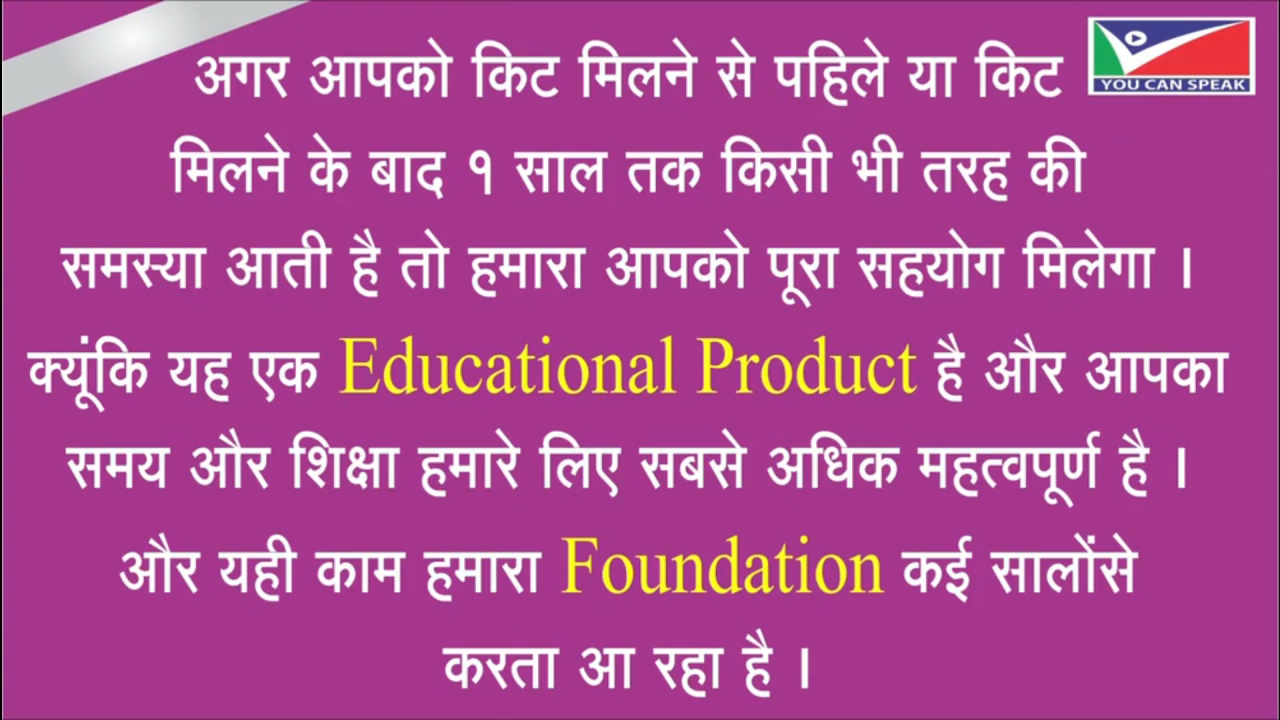 अगर आपको किट मिलने से पहिले या किट
YOU CAN SPEAK
मिलने के बाद १ साल तक किसी भी तरह की
समस्या आती है तो हमारा आपको पूरा सहयोग मिलेगा ।
क्यूंकि यह एक Educational Product है और आपका
समय और शिक्षा हमारे लिए सबसे अधिक महत्वपूर्ण है ।
और यही काम हमारा Foundation कई सालोंसे
करता आ रहा है ।